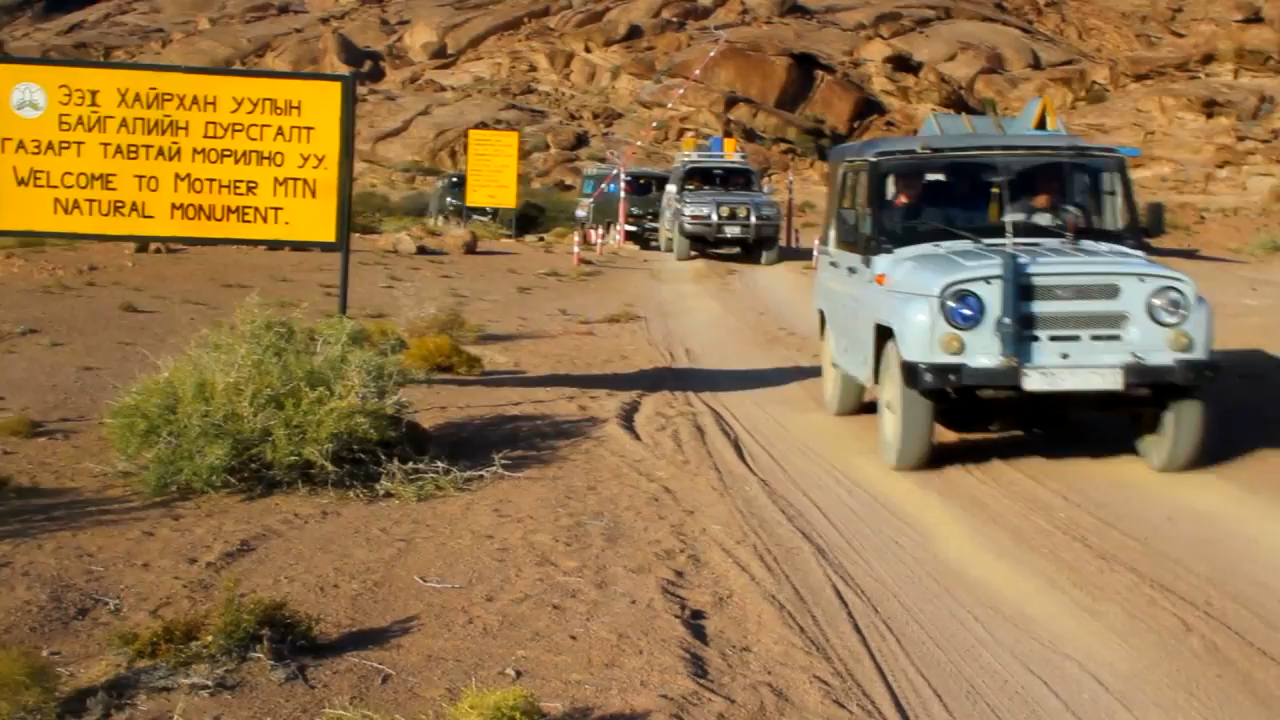 ЭЭЖ ХАЙРХАН УУЛЫН
БАЙГАЛИЙН ДУРСГАЛТ
ГАЗАРТ ТАВТАЙ МОРИЛНО УУ.
WELCOME TO MOTHER MTN
NATURAL MONUMENT.